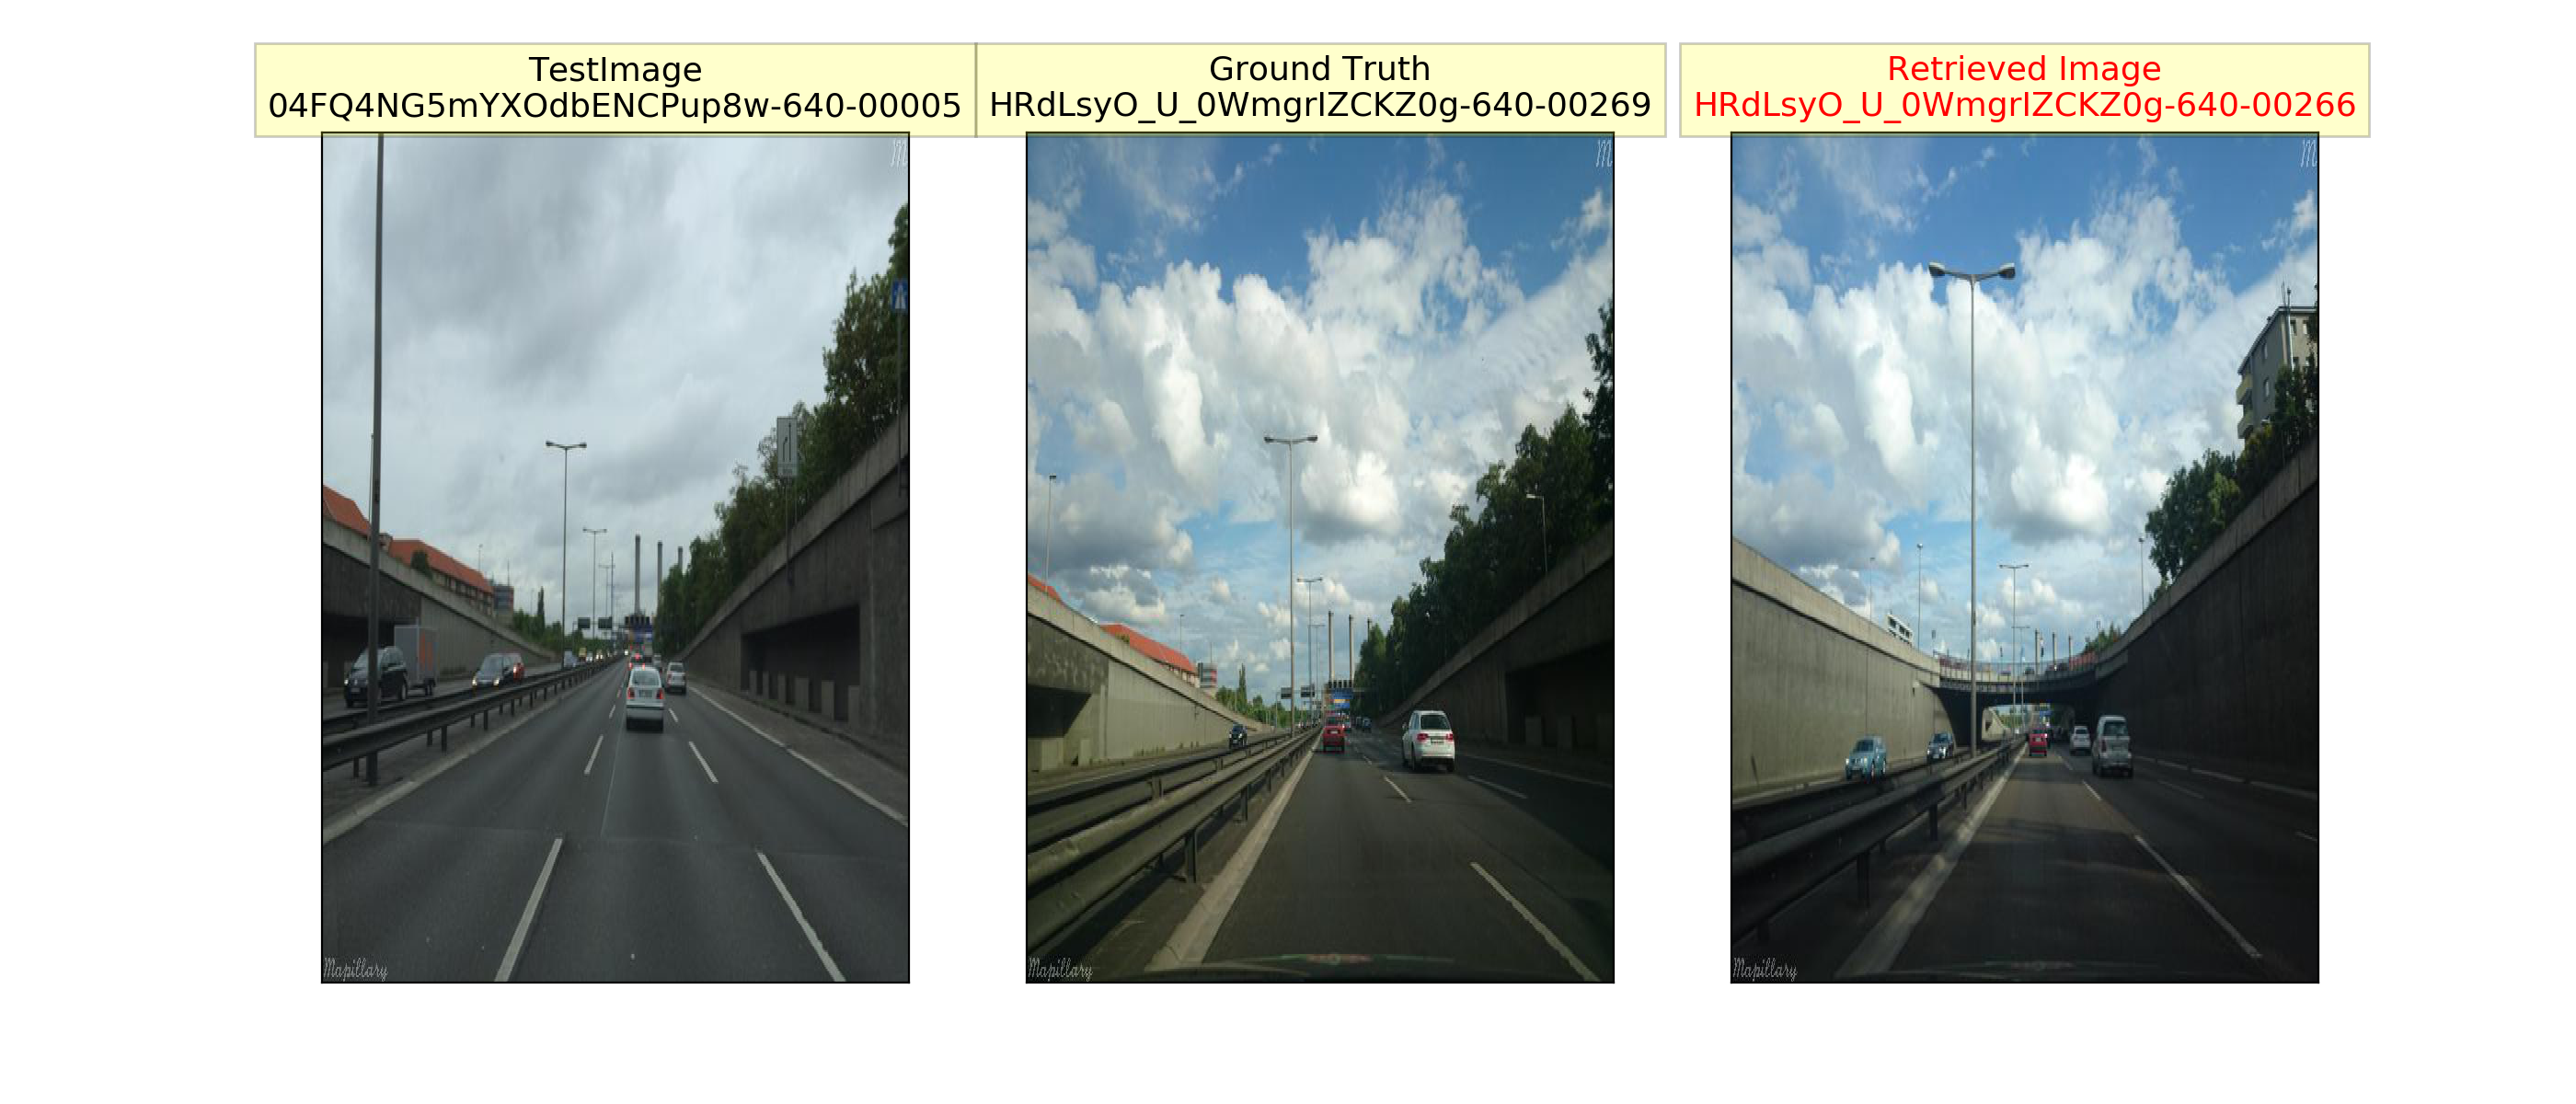 TestImage
04FQ4NG5mYXOdbENCPup8w-640-00005
Ground Truth
HRdLsyO_U_0WmgrIZCKZ0g-640-00269
Retrieved Image
HRdLsyO_U_0WmgrIZCKZ0g-640-00266
M
M
M
Mapillary
Mapillary
Mapillary